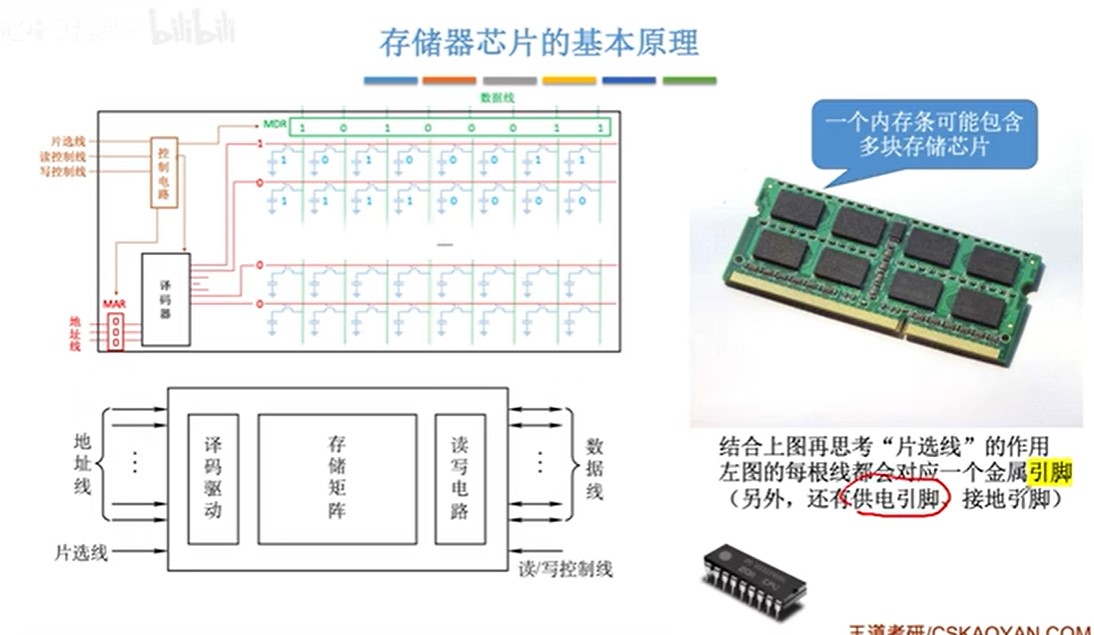 bilibili
存储器芯片的基本原理
数据线
MDR 1 0 1 0 0 0 1 1
片选线
读控制线
写控制线
控制电路
1
1 0 1 0 0 0 1 1
0
1 1 1 1 0 0 0 0
0
译码器
MAR
0
地址线
0
0
0
一个内存条可能包含
多块存储芯片
地址线
译码驱动
存储矩阵
读写电路
数据线
片选线
读/写控制线
结合上图再思考“片选线”的作用
左图的每根线都会对应一个金属引脚
（另外，还有供电引脚、接地引脚）
CPU
王道考研/CSKAOYAN.COM